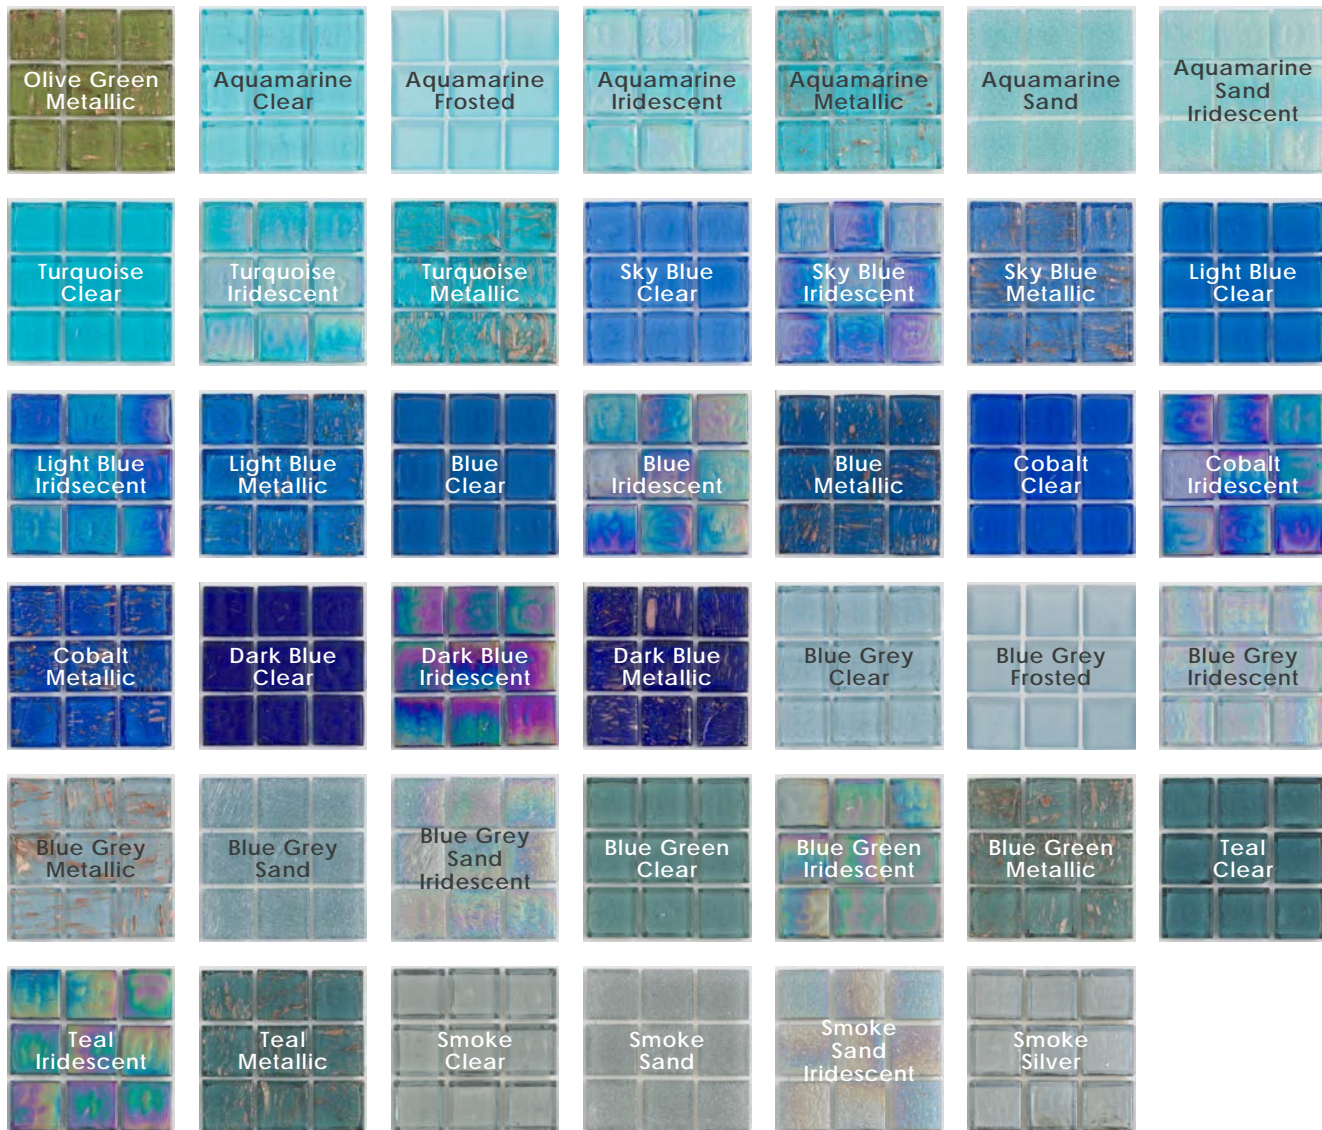 Olive Green
Metallic
Aquamarine
Clear
Aquamarine
Frosted
Aquamarine
Iridescent
Aquamarine
Metallic
Aquamarine
Sand
Aquamarine
Sand
Iridescent
Turquoise
Clear
Turquoise
Iridescent
Turquoise
Metallic
Sky Blue
Clear
Sky Blue
Iridescent
Sky Blue
Metallic
Light Blue
Clear
Light Blue
Iridsecent
Light Blue
Metallic
Blue
Clear
Blue
Iridescent
Blue
Metallic
Cobalt
Clear
Cobalt
Iridescent
Cobalt
Metallic
Dark Blue
Clear
Dark Blue
Iridescent
Dark Blue
Metallic
Blue Grey
Clear
Blue Grey
Frosted
Blue Grey
Iridescent
Blue Grey
Metallic
Blue Grey
Sand
Blue Grey
Sand
Iridescent
Blue Green
Clear
Blue Green
Iridescent
Blue Green
Metallic
Teal
Clear
Teal
Iridescent
Teal
Metallic
Smoke
Clear
Smoke
Sand
Smoke
Sand
Iridescent
Smoke
Silver